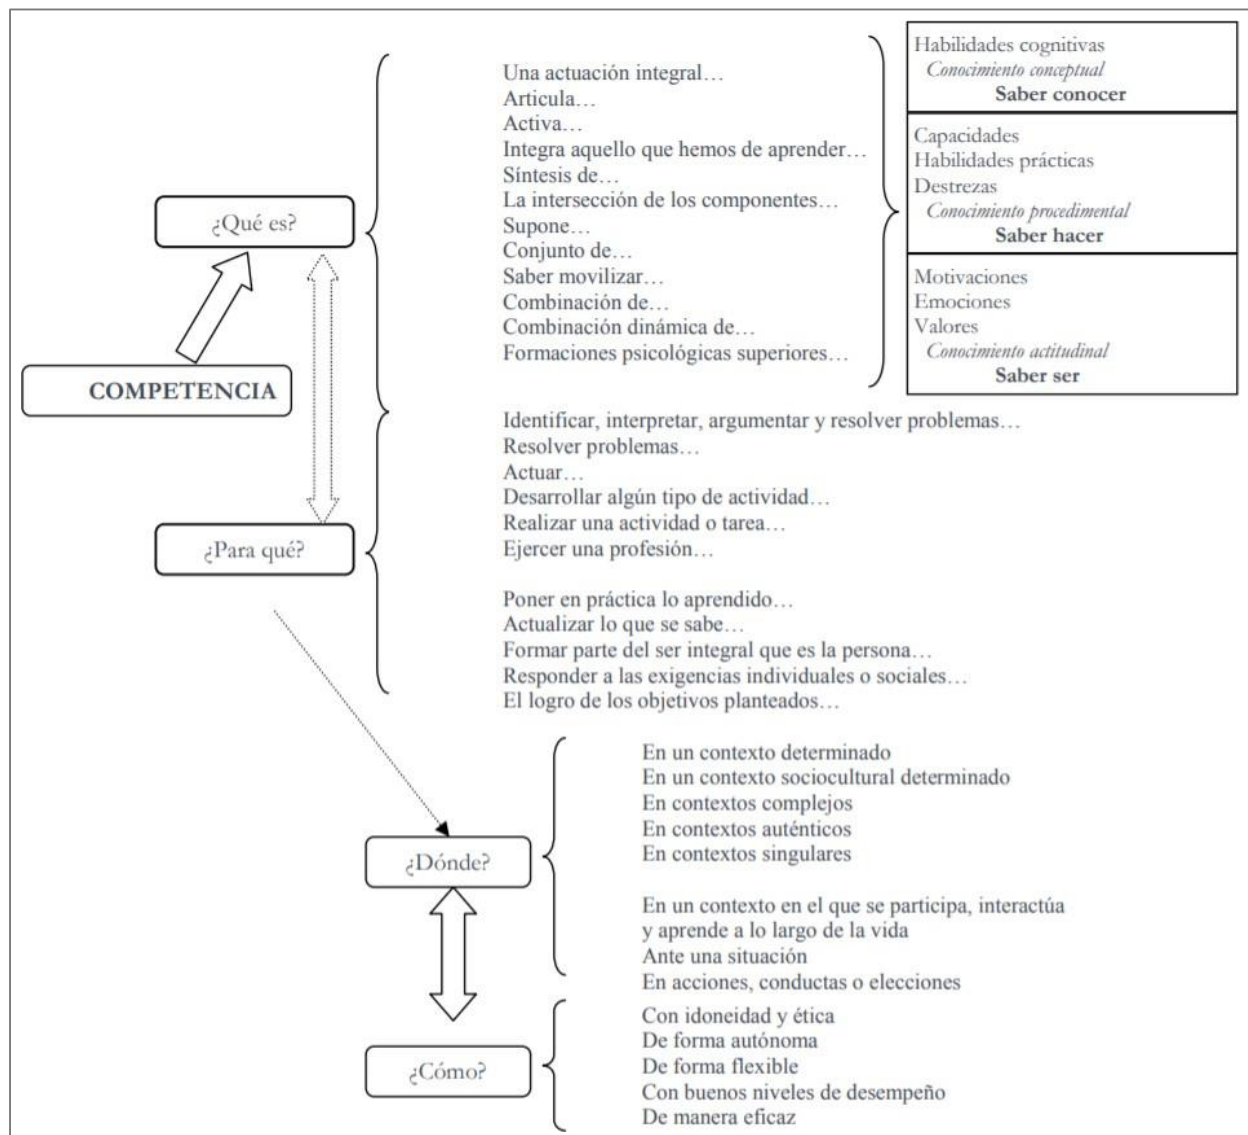 COMPETENCIA
¿Qué es?
Una actuación integral…
Articula…
Activa…
Integra aquello que hemos de aprender…
Síntesis de…
La intersección de los componentes…
Supone…
Conjunto de…
Saber movilizar…
Combinación de…
Combinación dinámica de…
Formaciones psicológicas superiores…
Habilidades cognitivas
Conocimiento conceptual
Saber conocer
Capacidades
Habilidades prácticas
Destrezas
Conocimiento procedimental
Saber hacer
Motivaciones
Emociones
Valores
Conocimiento actitudinal
Saber ser
¿Para qué?
Identificar, interpretar, argumentar y resolver problemas…
Resolver problemas…
Actuar…
Desarrollar algún tipo de actividad…
Realizar una actividad o tarea…
Ejercer una profesión…
Poner en práctica lo aprendido…
Actualizar lo que se sabe…
Formar parte del ser integral que es la persona…
Responder a las exigencias individuales o sociales…
El logro de los objetivos planteados…
¿Dónde?
En un contexto determinado
En un contexto sociocultural determinado
En contextos complejos
En contextos auténticos
En contextos singulares
En un contexto en el que se participa, interactúa
y aprende a lo largo de la vida
Ante una situación
En acciones, conductas o elecciones
¿Cómo?
Con idoneidad y ética
De forma autónoma
De forma flexible
Con buenos niveles de desempeño
De manera eficaz